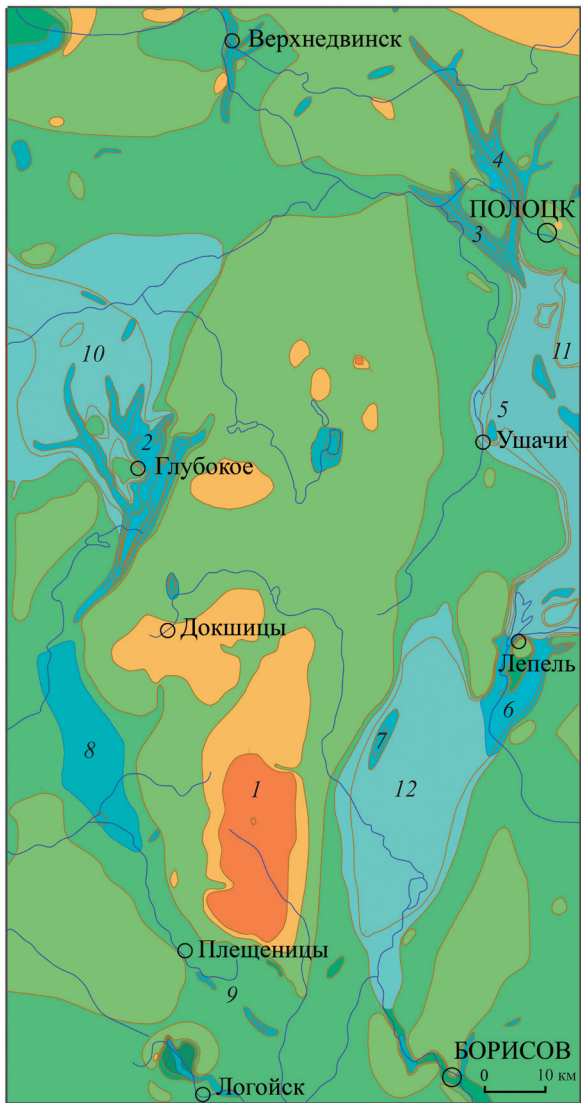 Верхнедвинск
4
ПОЛОЦК
3
10
11
5
2
Ушачи
Глубокое
Докшицы
Лепель
6
7
8
1
12
Плещеницы
9
БОРИСОВ
0 10 км
Логойск